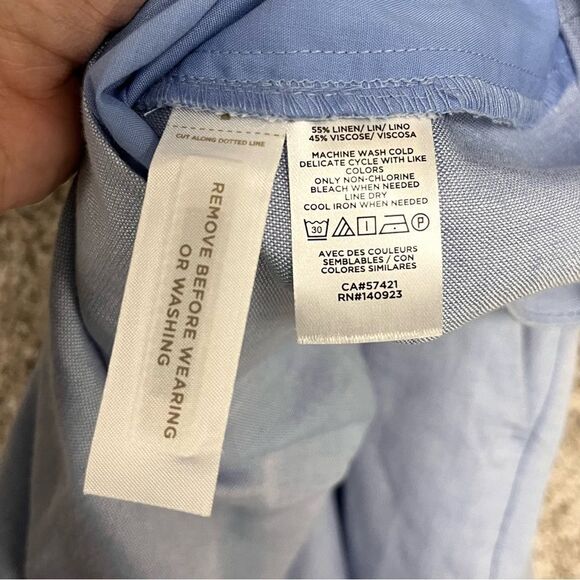 CUT ALONG DOTTED LINE
REMOVE BEFORE WEARING
OR WASHING
55% LINEN/ LIN/ LINO
45% VISCOSE/ VISCOSA
MACHINE WASH COLD
DELICATE CYCLE WITH LIKE
COLORS
ONLY NON-CHLORINE
BLEACH WHEN NEEDED
LINE DRY
COOL IRON WHEN NEEDED
30 P
AVEC DES COULEURS
SEMBLABLES / CON
COLORES SIMILARES
CA#57421
RN#140923